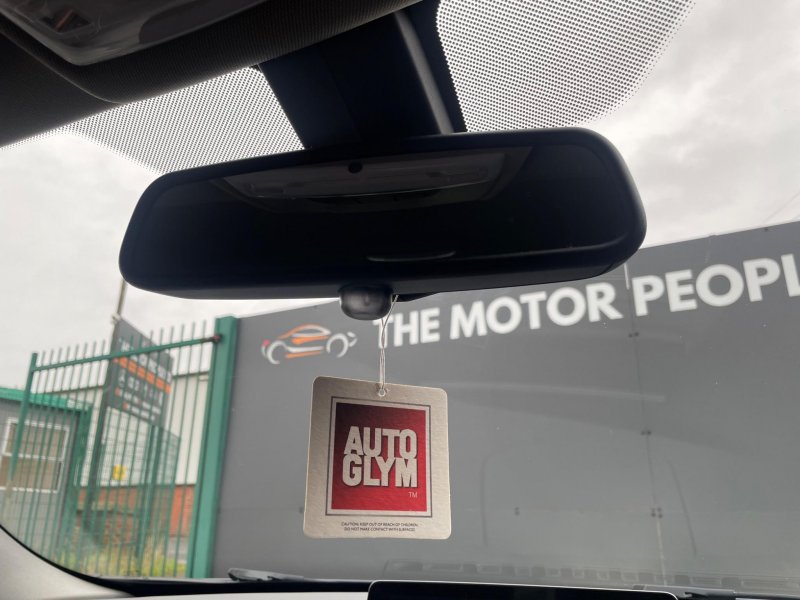 THE MOTOR PEOPL
AUTO
GLYM
TM
CAUTION: KEEP OUT OF REACH OF CHILDREN.
DO NOT MAKE CONTACT WITH SURFACES